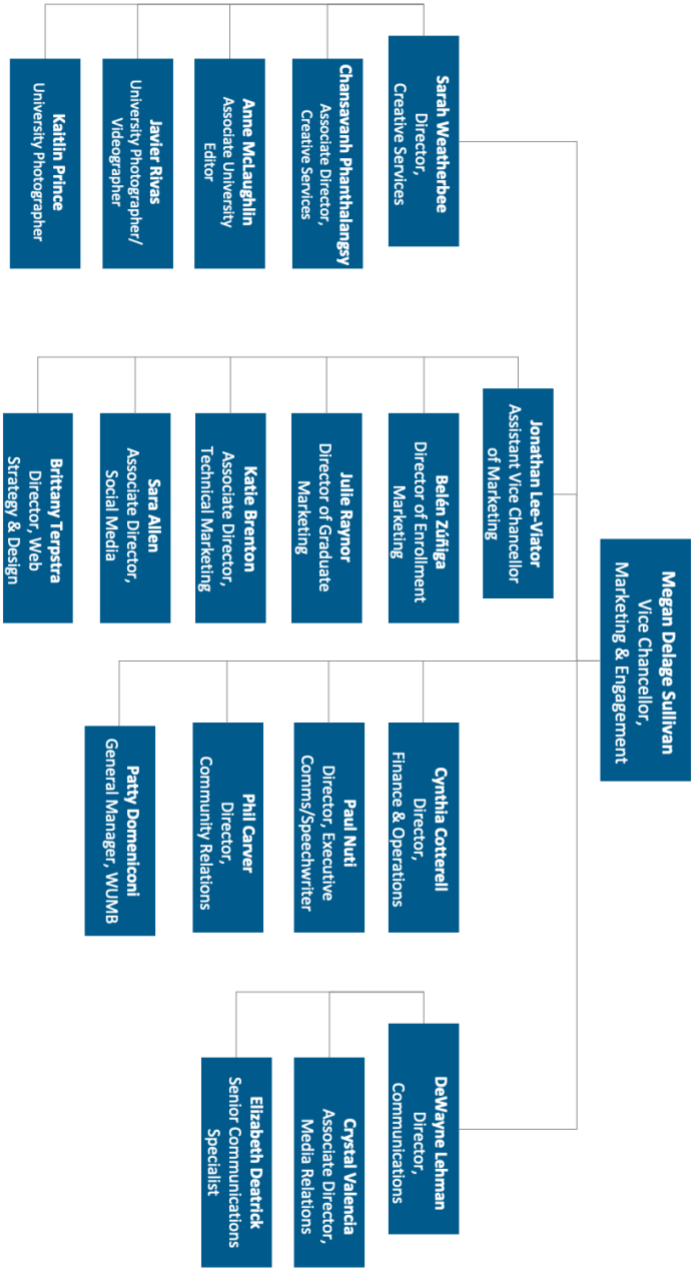 Megan Delage Sullivan
Vice Chancellor,
Marketing & Engagement
Sarah Weatherbee
Director,
Creative Services
Chansavanh Phanthalangsy
Associate Director,
Creative Services
Anne McLaughlin
Associate University
Editor
Javier Rivas
University Photographer/
Videographer
Kaitlin Prince
University Photographer
Jonathan Lee-Viator
Assistant Vice Chancellor
of Marketing
Belén Zúñiga
Director of Enrollment
Marketing
Julie Raynor
Director of Graduate
Marketing
Katie Brenton
Associate Director,
Technical Marketing
Sara Allen
Associate Director,
Social Media
Brittany Terpstra
Director, Web
Strategy & Design
Cynthia Cotterell
Director,
Finance & Operations
Paul Nuti
Director, Executive
Comms/Speechwriter
Phil Carver
Director,
Community Relations
Patty Domeniconi
General Manager, WUMB
DeWayne Lehman
Director,
Communications
Crystal Valencia
Associate Director,
Media Relations
Elizabeth Deatrick
Senior Communications
Specialist